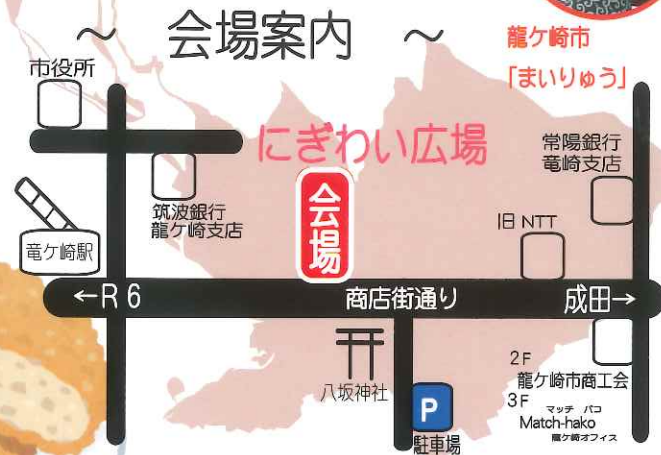 ～ 会場案内 ～
龍ケ崎市
「まいりゅう」
市役所
にぎわい広場
常陽銀行
竜崎支店
筑波銀行
龍ケ崎支店
会場
旧 NTT
竜ケ崎駅
←R 6
商店街通り
成田→
八坂神社
P
駐車場
2F
龍ケ崎市商工会
3F
マッチ バコ
Match-hako
龍ケ崎オフィス